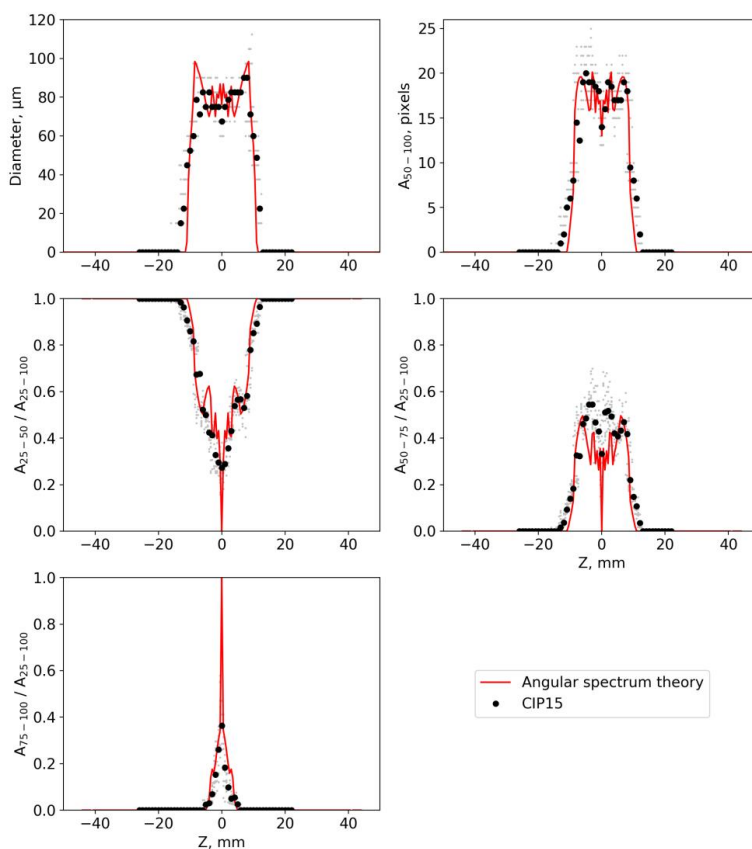 Diameter, μm
120
100
80
60
40
20
0
−40 −20 0 20 40
A50−100, pixels
25
20
15
10
5
0
−40 −20 0 20 40
A25−50 / A25−100
1.0
0.8
0.6
0.4
0.2
0.0
−40 −20 0 20 40
A50−75 / A25−100
1.0
0.8
0.6
0.4
0.2
0.0
−40 −20 0 20 40
Z, mm
A75−100 / A25−100
1.0
0.8
0.6
0.4
0.2
0.0
−40 −20 0 20 40
Z, mm
Angular spectrum theory
CIP15